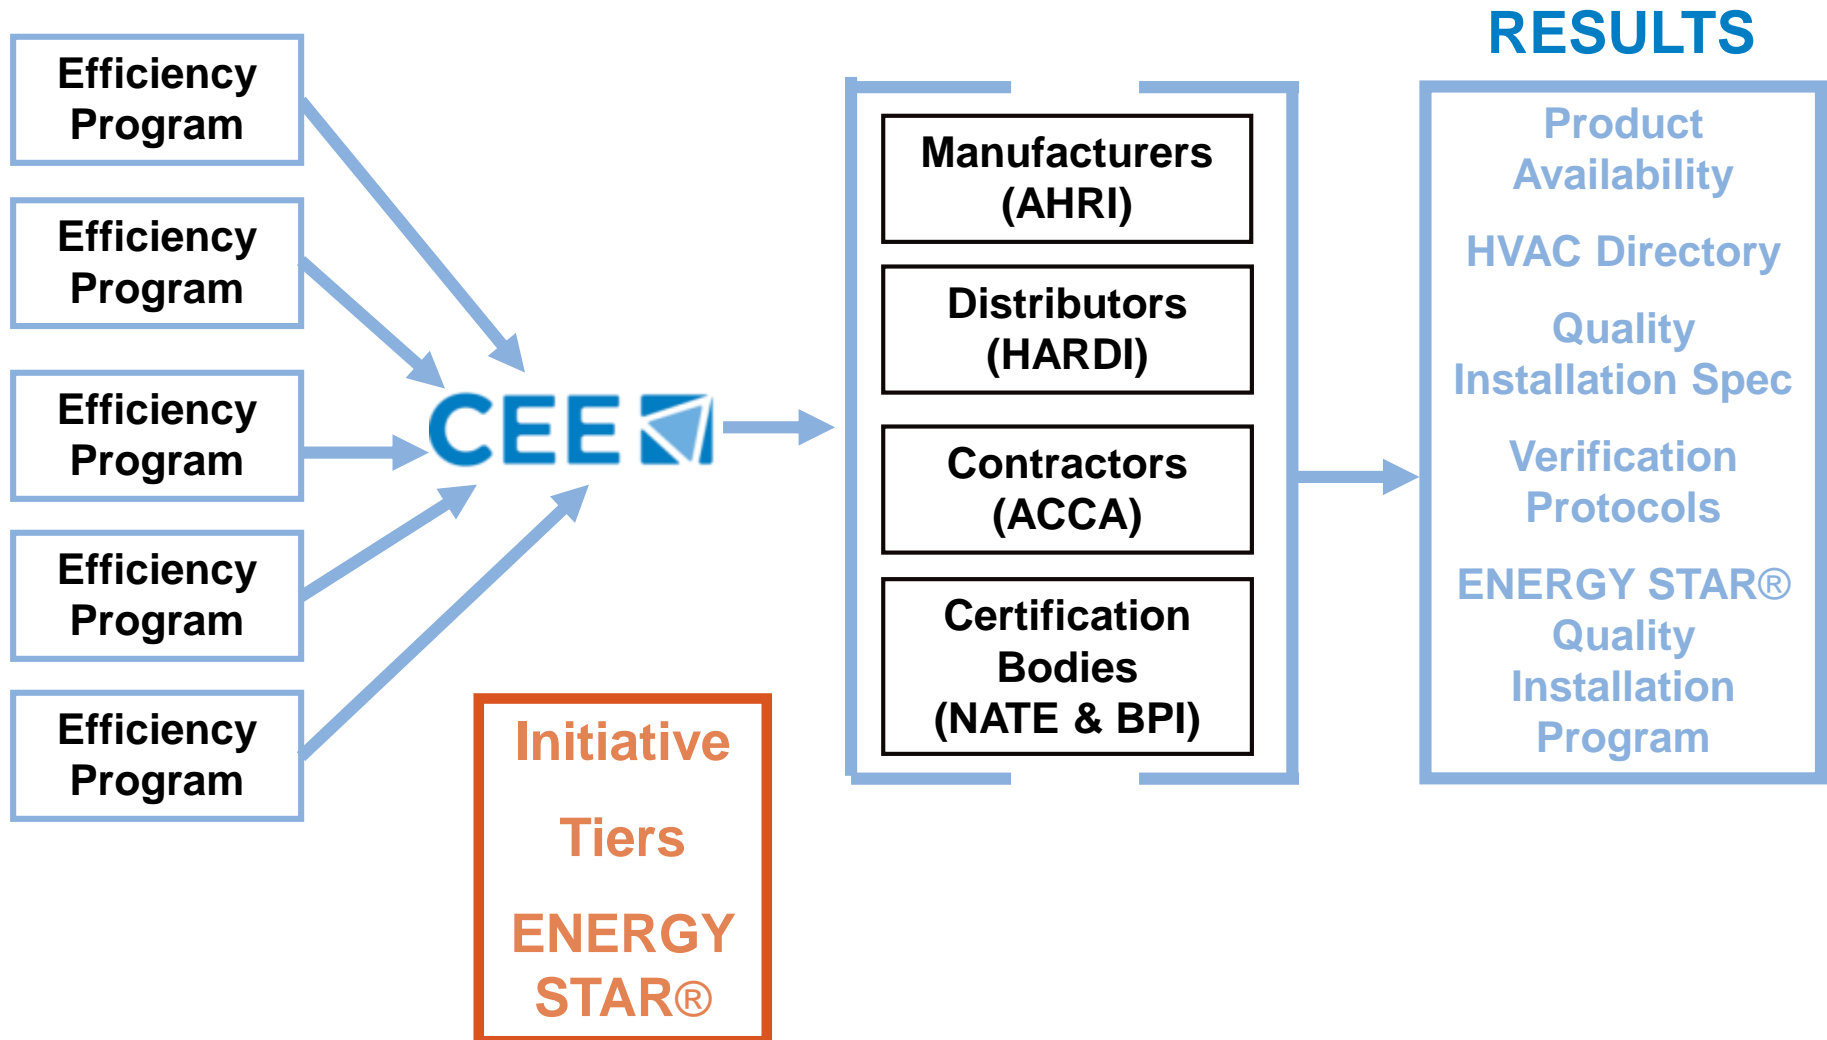 Efficiency
Program
Efficiency
Program
Efficiency
Program
Efficiency
Program
Efficiency
Program
CEE
Initiative
Tiers
ENERGY
STAR®
Manufacturers
(AHRI)
Distributors
(HARDI)
Contractors
(ACCA)
Certification
Bodies
(NATE & BPI)
RESULTS
Product
Availability
HVAC Directory
Quality
Installation Spec
Verification
Protocols
ENERGY STAR®
Quality
Installation
Program